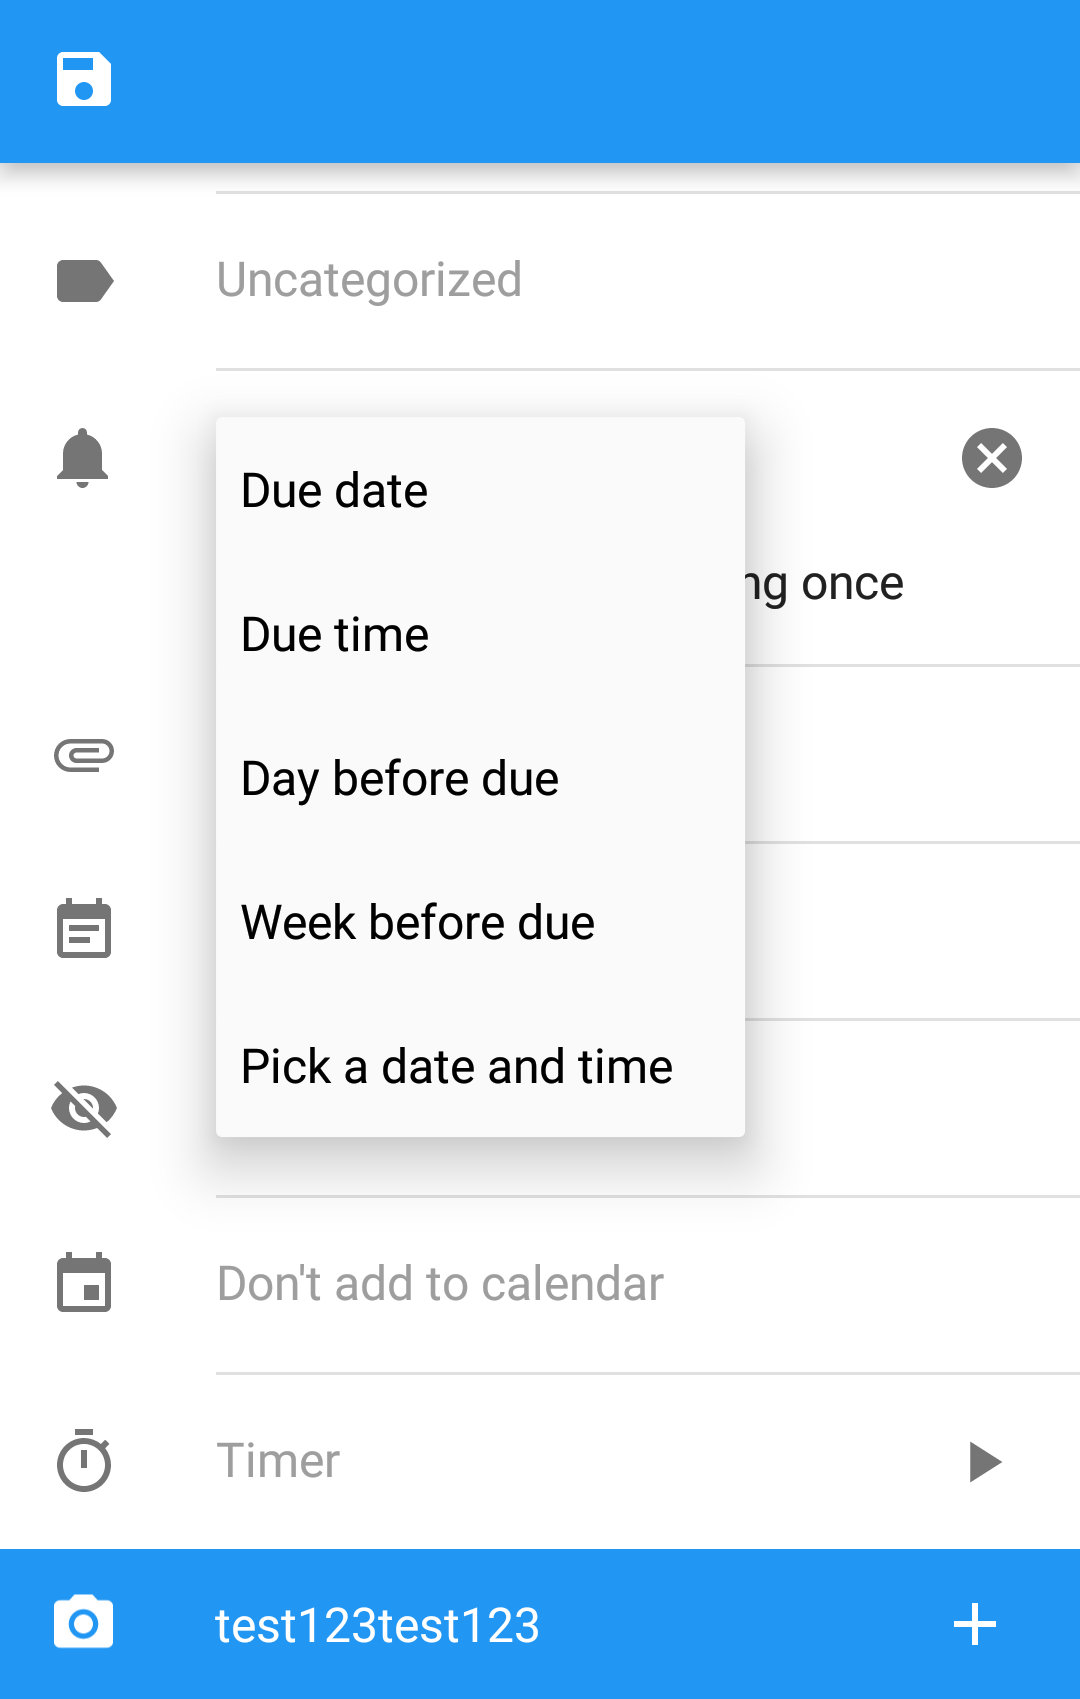 Uncategorized
Due date
once
Due time
Day before due
Week before due
Pick a date and time
Don't add to calendar
Timer
test123test123